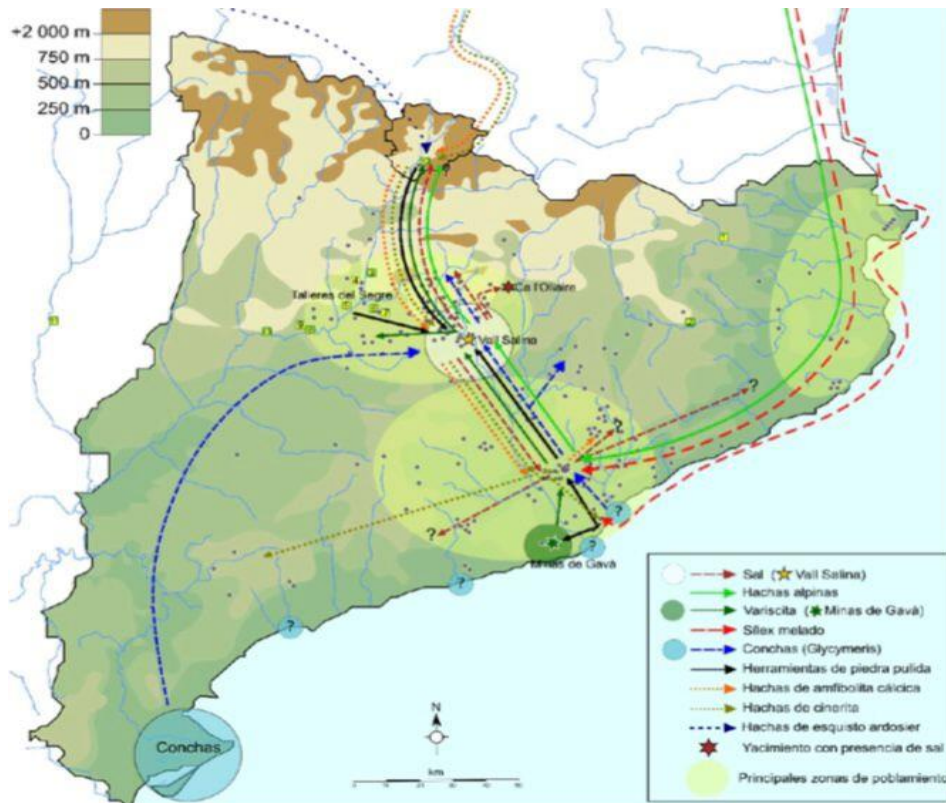 +2 000 m
750 m
500 m
250 m
0
Talleres del Segre
Ca l'Oliaire
Vall Salina
?
?
?
?
Minas de Gavà
?
?
?
Conchas
N
km
Sal (Vall Salina)
Hachas alpinas
Variscita (Minas de Gavà)
Sílex melado
Conchas (Glycymeris)
Herramientas de piedra pulida
Hachas de amfibolita cálcica
Hachas de cinerita
Hachas de esquisto ardosier
Yacimiento con presencia de sal
Principales zonas de poblamiento